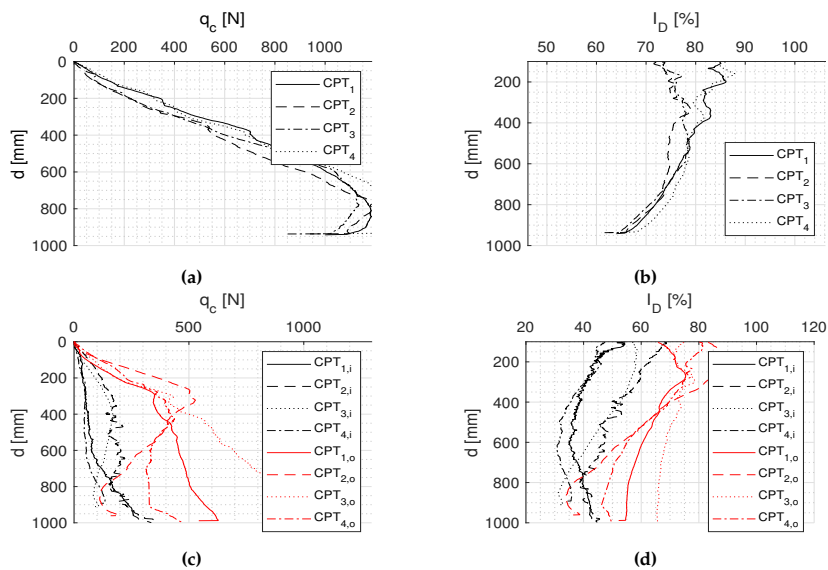 q_c [N]
0 200 400 600 800 1000
d [mm]
0
200
400
600
800
1000
CPT_1
CPT_2
CPT_3
CPT_4
(a)
I_D [%]
50 60 70 80 90 100
d [mm]
200
400
600
800
1000
CPT_1
CPT_2
CPT_3
CPT_4
(b)
q_c [N]
0 500 1000
d [mm]
0
200
400
600
800
1000
CPT_1,i
CPT_2,i
CPT_3,i
CPT_4,i
CPT_1,o
CPT_2,o
CPT_3,o
CPT_4,o
(c)
I_D [%]
20 40 60 80 100 120
d [mm]
200
400
600
800
1000
CPT_1,i
CPT_2,i
CPT_3,i
CPT_4,i
CPT_1,o
CPT_2,o
CPT_3,o
CPT_4,o
(d)